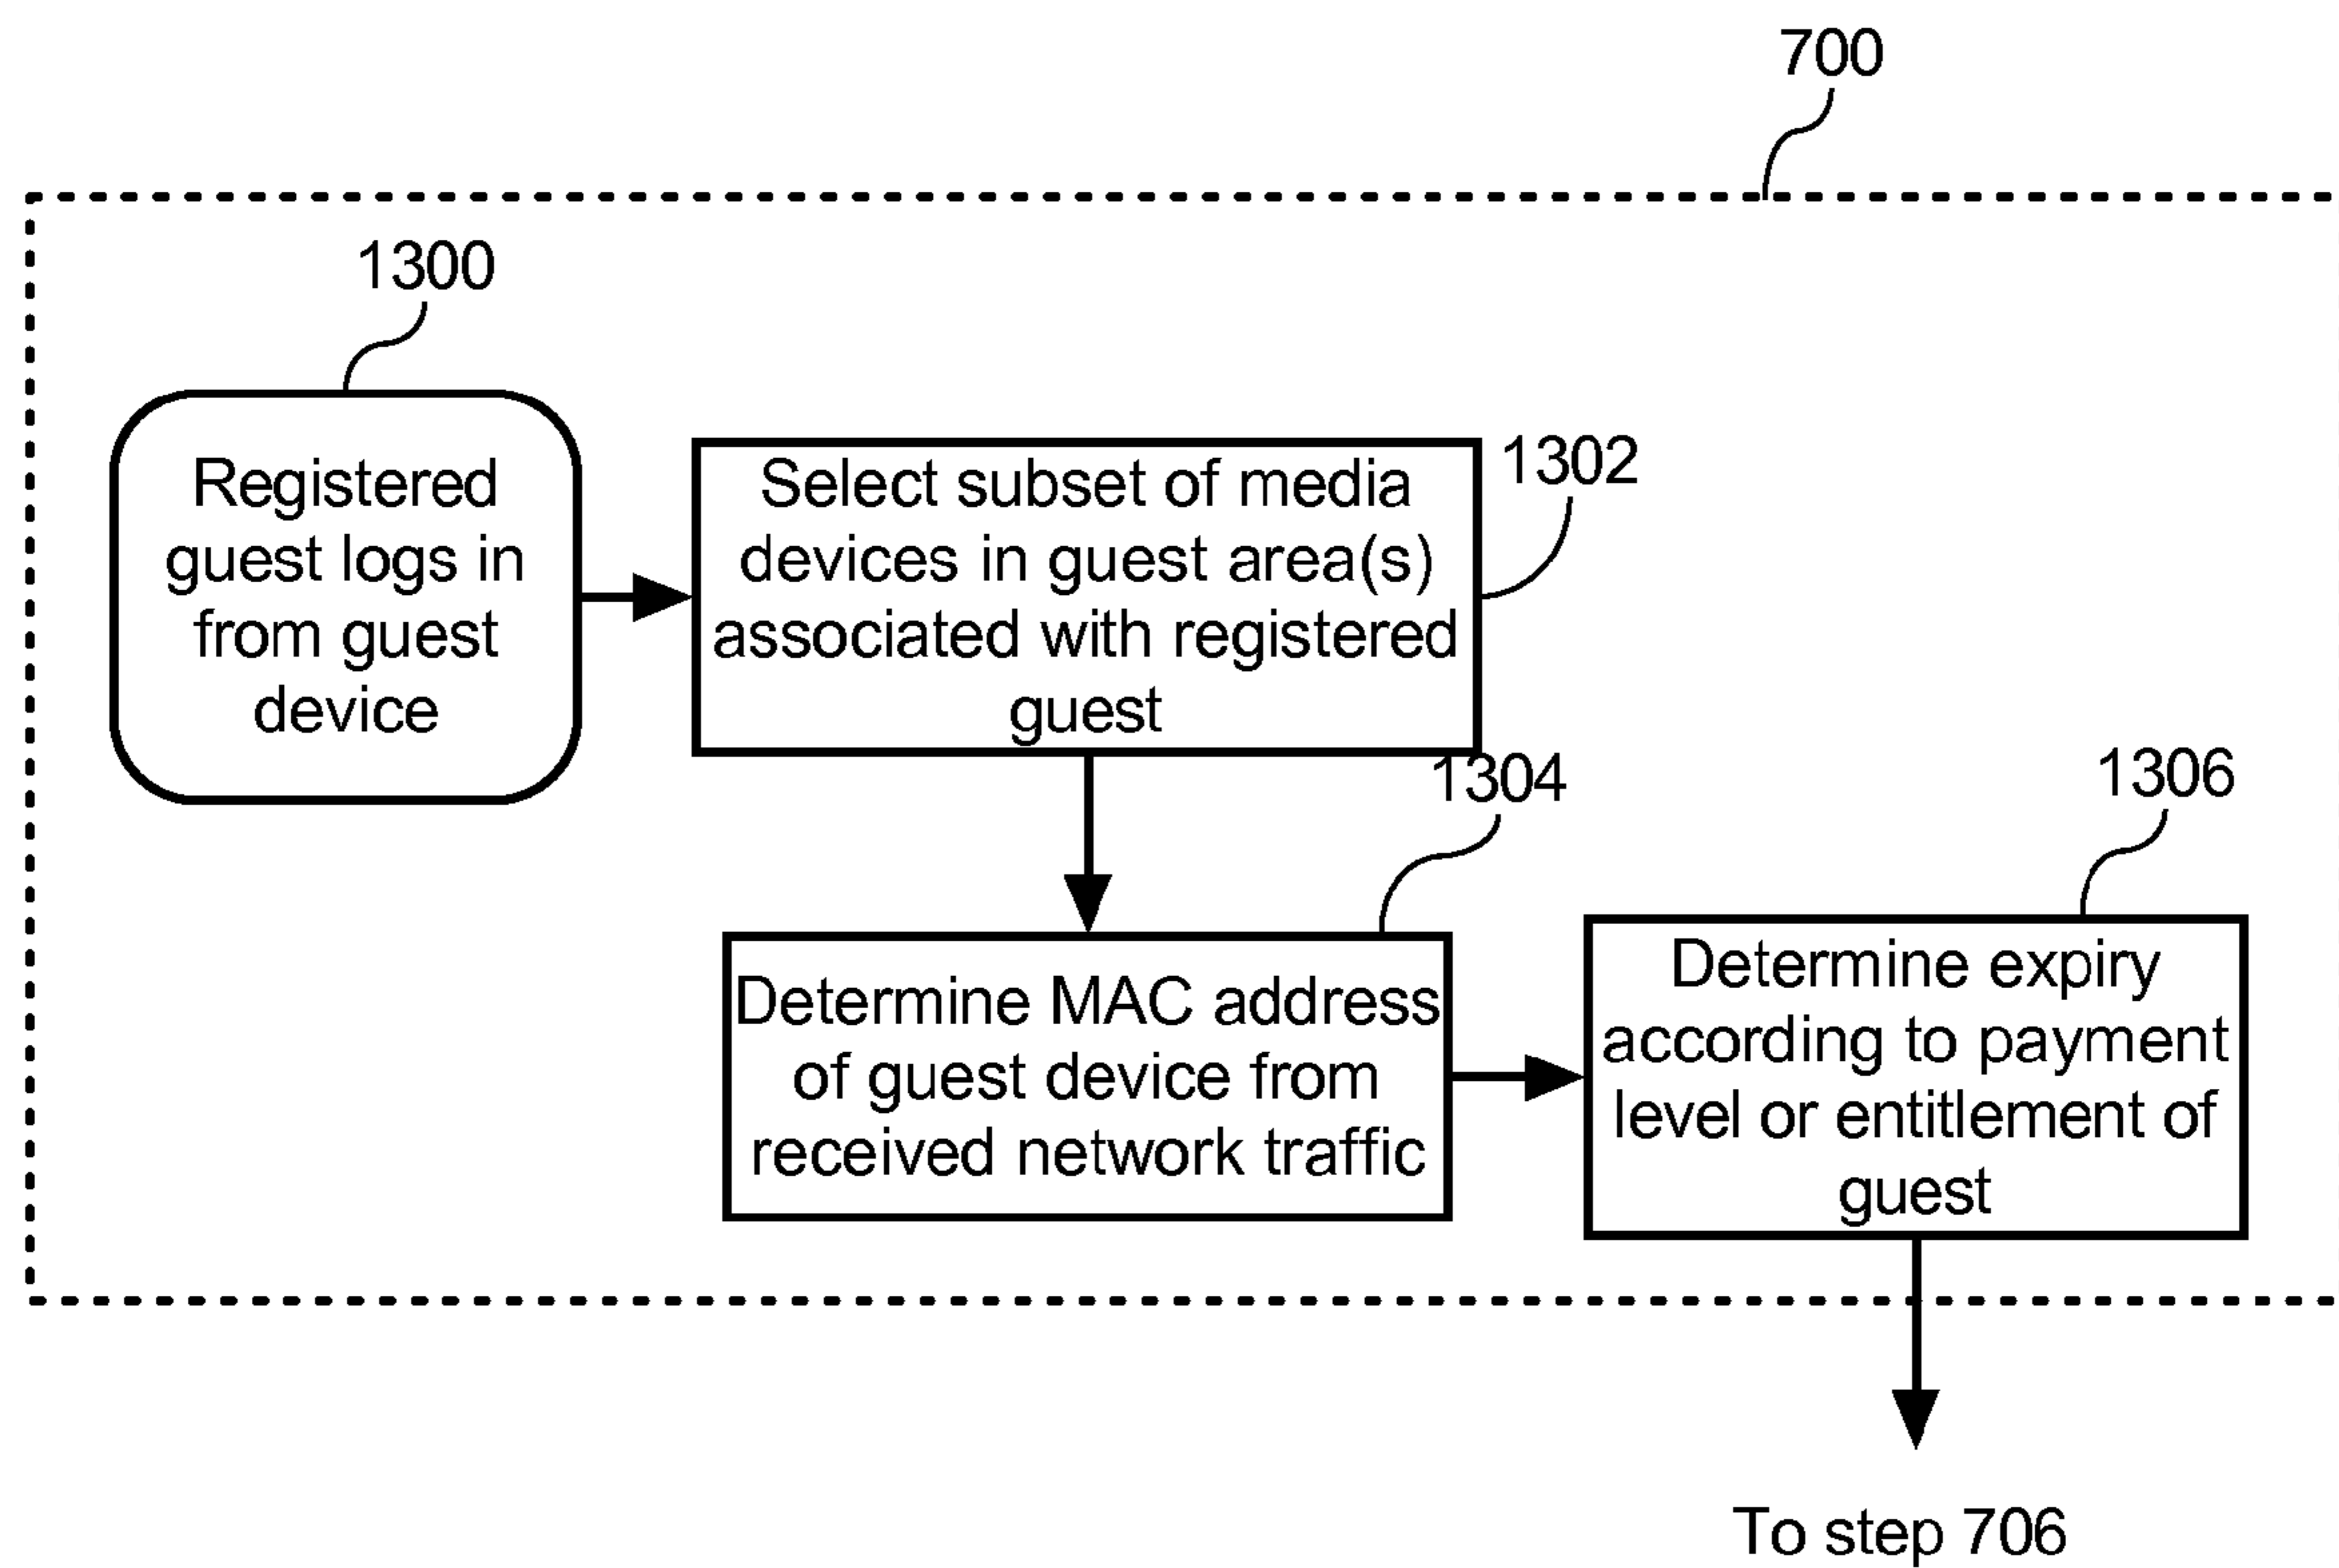 700
1300
Registered
guest logs in
from guest
device
1302
Select subset of media
devices in guest area(s)
associated with registered
guest
1304
Determine MAC address
of guest device from
received network traffic
1306
Determine expiry
according to payment
level or entitlement of
guest
To step 706